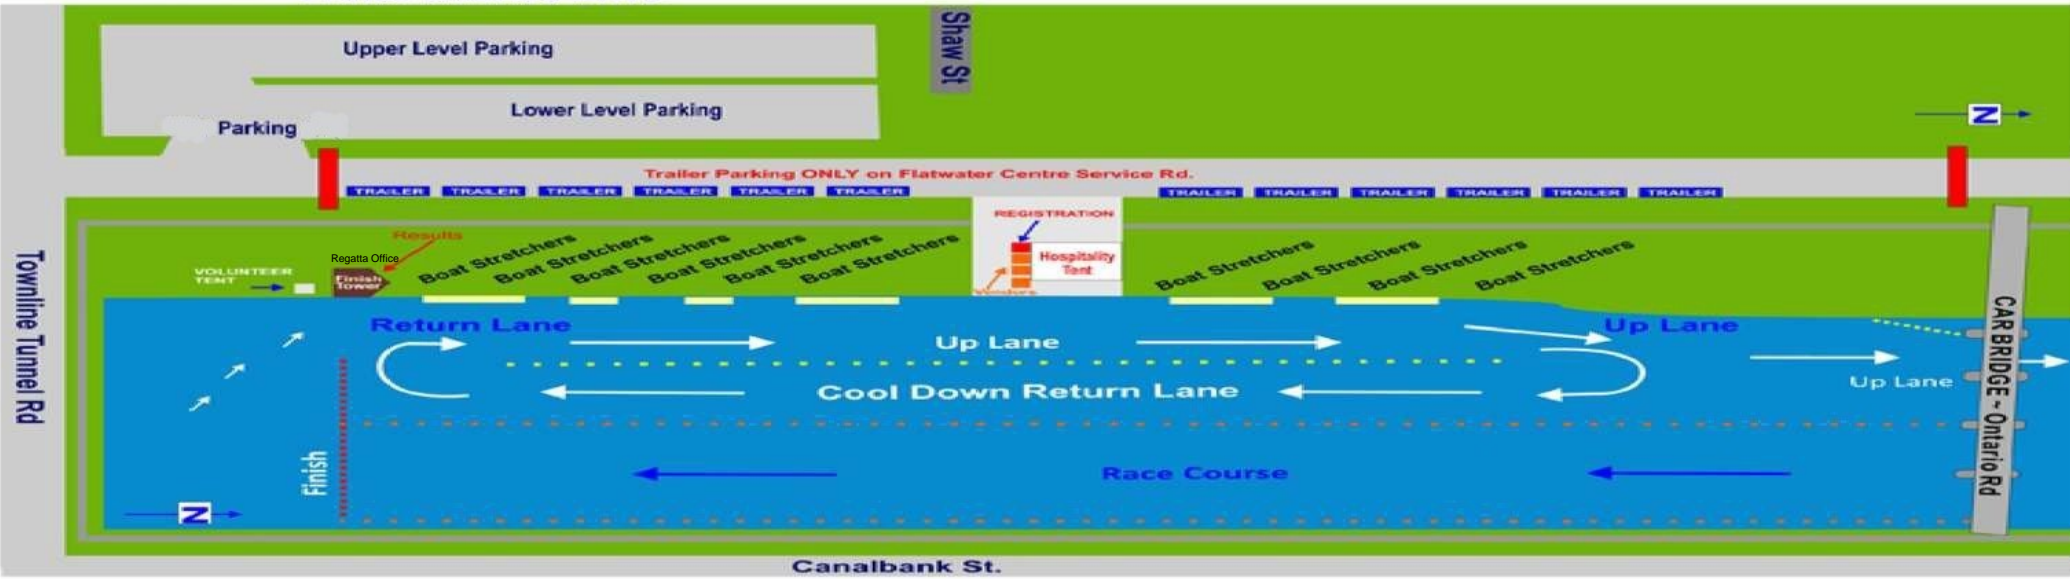 Upper Level Parking
Shaw St
Lower Level Parking
Parking
N
Trailer Parking ONLY on Flatwater Centre Service Rd.
TRAILER TRAILER TRAILER TRAILER TRAILER TRAILER
TRAILER TRAILER TRAILER TRAILER TRAILER TRAILER
REGISTRATION
Results
Regatta Office
Finish
Tower
VOLUNTEER
TENT
Boat Stretchers
Boat Stretchers
Boat Stretchers
Boat Stretchers
Boat Stretchers
Boat Stretchers
Hospitality
Tent
Vendors
Boat Stretchers
Boat Stretchers
Boat Stretchers
Boat Stretchers
Townline Tunnel Rd
CAR BRIDGE ~ Ontario Rd
Return Lane
Up Lane
Up Lane
Up Lane
Cool Down Return Lane
Finish
Race Course
N
Canalbank St.